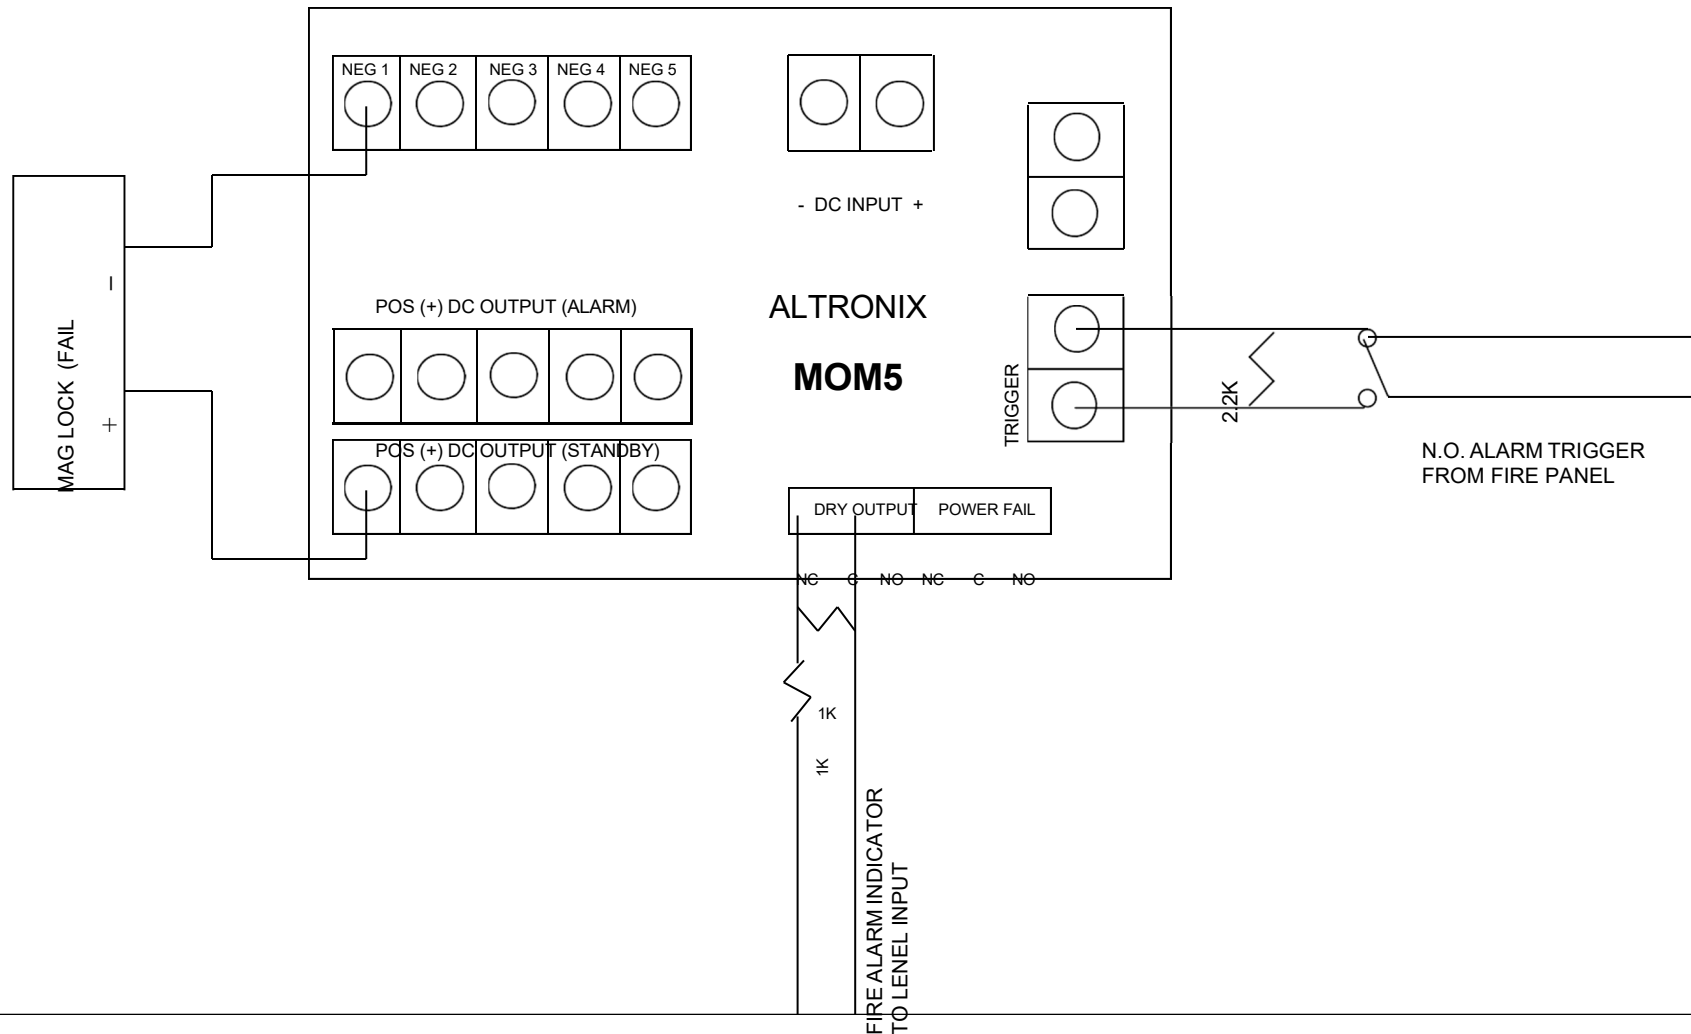 NEG 1 NEG 2 NEG 3 NEG 4 NEG 5
- DC INPUT +
MAG LOCK (FAIL
–
+
POS (+) DC OUTPUT (ALARM)
POS (+) DC OUTPUT (STANDBY)
ALTRONIX
MOM5
TRIGGER
2.2K
N.O. ALARM TRIGGER
FROM FIRE PANEL
DRY OUTPUT POWER FAIL
NC C NO NC C NO
1K
1K
FIRE ALARM INDICATOR
TO LENEL INPUT